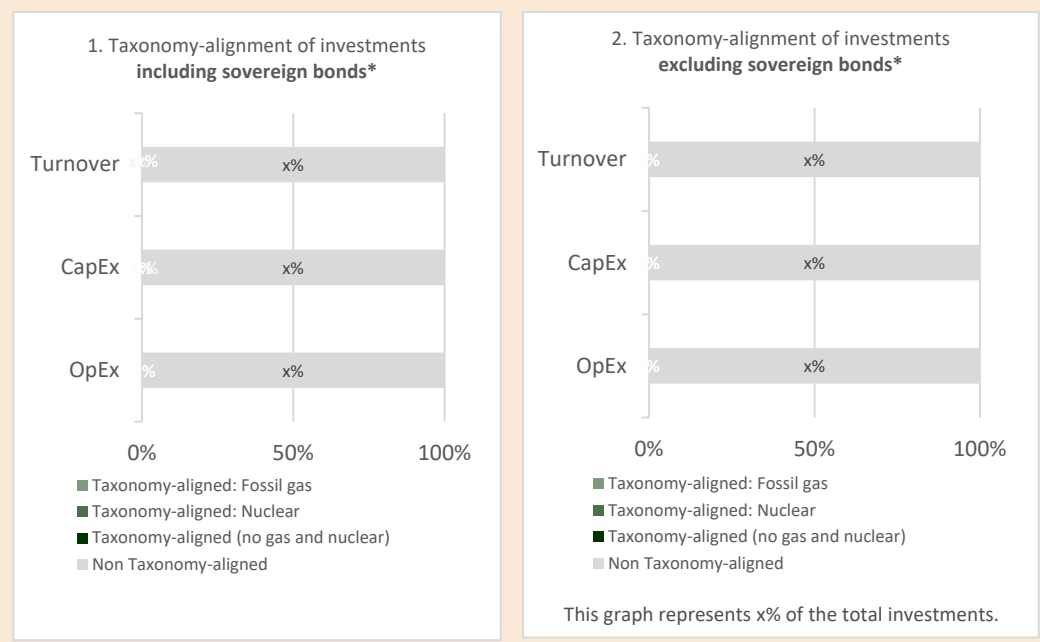 1. Taxonomy-alignment of investments
including sovereign bonds*
Turnover
x%
x%
CapEx
%
x%
OpEx
%
x%
0% 50% 100%
Taxonomy-aligned: Fossil gas
Taxonomy-aligned: Nuclear
Taxonomy-aligned (no gas and nuclear)
Non Taxonomy-aligned
2. Taxonomy-alignment of investments
excluding sovereign bonds*
Turnover
%
x%
CapEx
%
x%
OpEx
%
x%
0% 50% 100%
Taxonomy-aligned: Fossil gas
Taxonomy-aligned: Nuclear
Taxonomy-aligned (no gas and nuclear)
Non Taxonomy-aligned
This graph represents x% of the total investments.